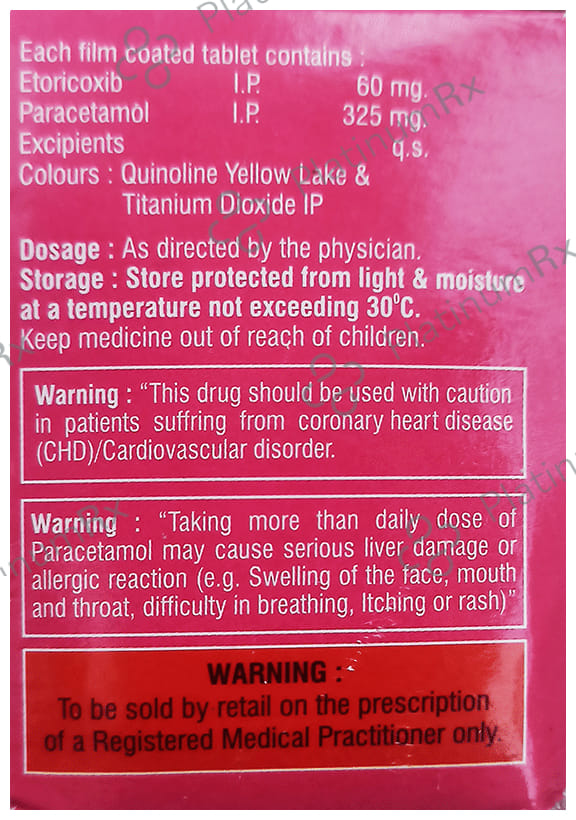 Each film coated tablet contains :
Etoricoxib I.P. 60 mg.
Paracetamol I.P. 325 mg.
Excipients q.s.
Colours : Quinoline Yellow Lake &
Titanium Dioxide IP
Dosage : As directed by the physician.
Storage : Store protected from light & moisture
at a temperature not exceeding 30⁰C.
Keep medicine out of reach of children.
Warning : “This drug should be used with caution
in patients suffring from coronary heart disease
(CHD)/Cardiovascular disorder.
Warning : “Taking more than daily dose of
Paracetamol may cause serious liver damage or
allergic reaction (e.g. Swelling of the face, mouth
and throat, difficulty in breathing, Itching or rash)”
WARNING :
To be sold by retail on the prescription
of a Registered Medical Practitioner only.
PlatinumRx
PlatinumRx
PlatinumRx
PlatinumRx